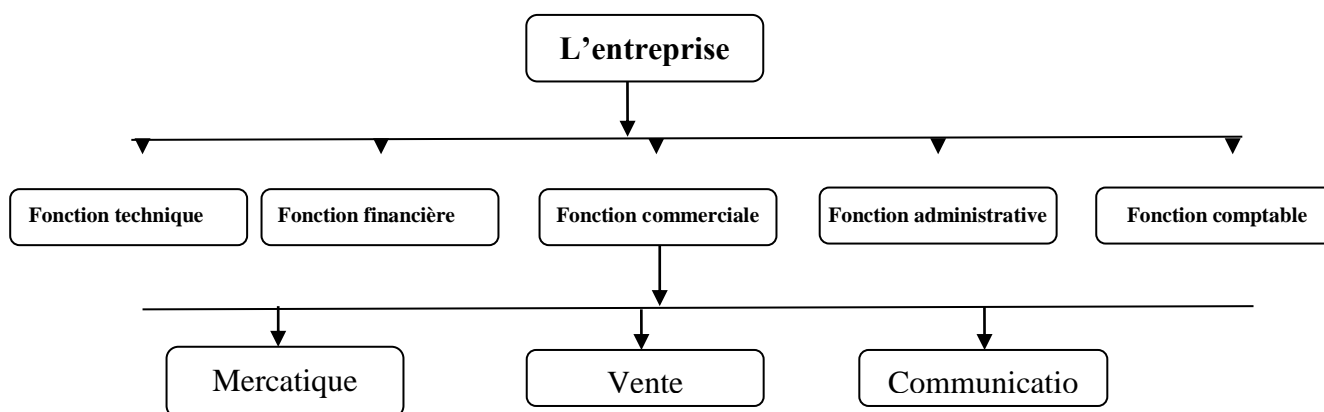 L'entreprise
Fonction technique
Fonction financière
Fonction commerciale
Fonction administrative
Fonction comptable
Mercatique
Vente
Communicatio